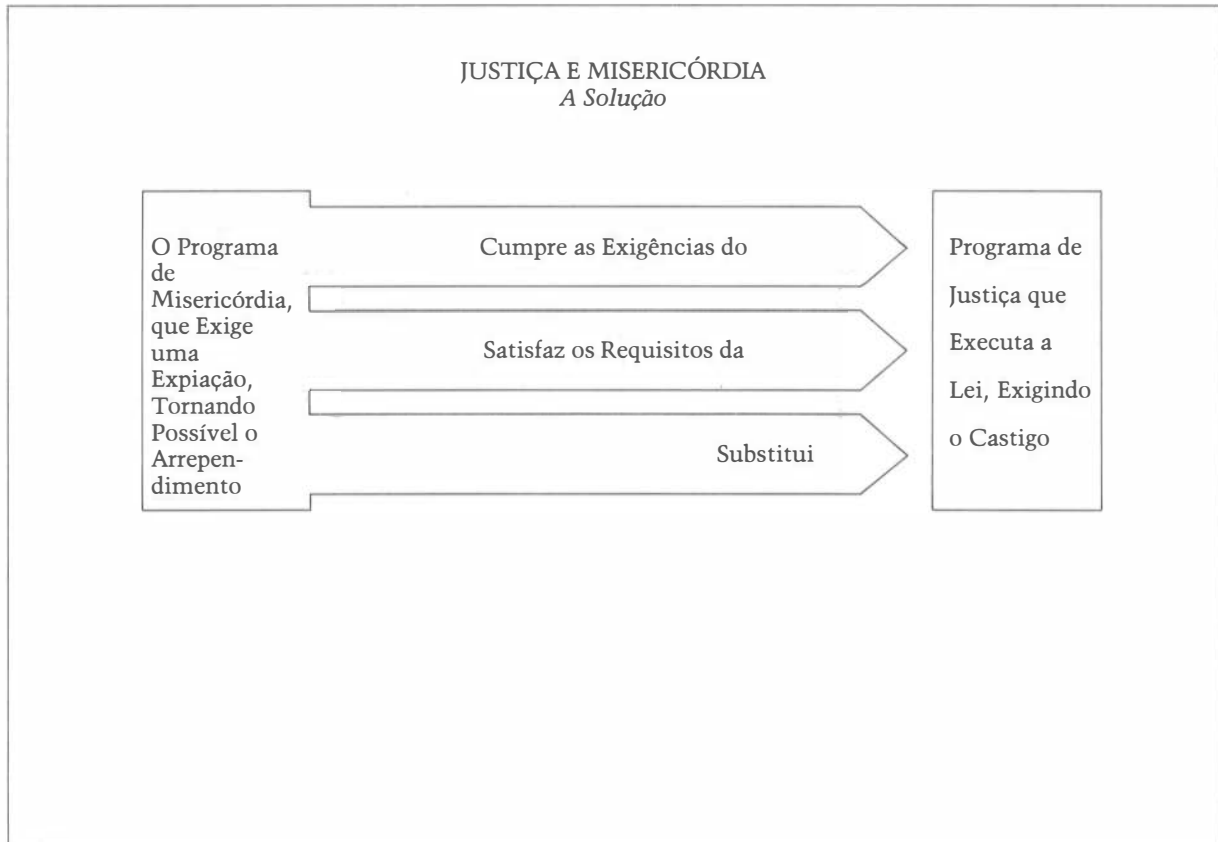 JUSTIÇA E MISERICÓRDIA
A Solução
O Programa
de
Misericórdia,
que Exige
uma
Expiação,
Tornando
Possível o
Arrepen-
dimento
Cumpre as Exigências do
Satisfaz os Requisitos da
Substitui
Programa de
Justiça que
Executa a
Lei, Exigindo
o Castigo